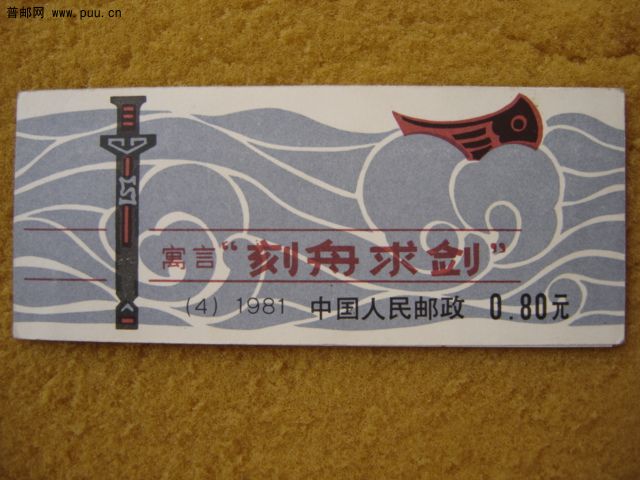 普邮网 www.puu.cn
寓言“刻舟求剑”
(4) 1981 中国人民邮政 0.80元